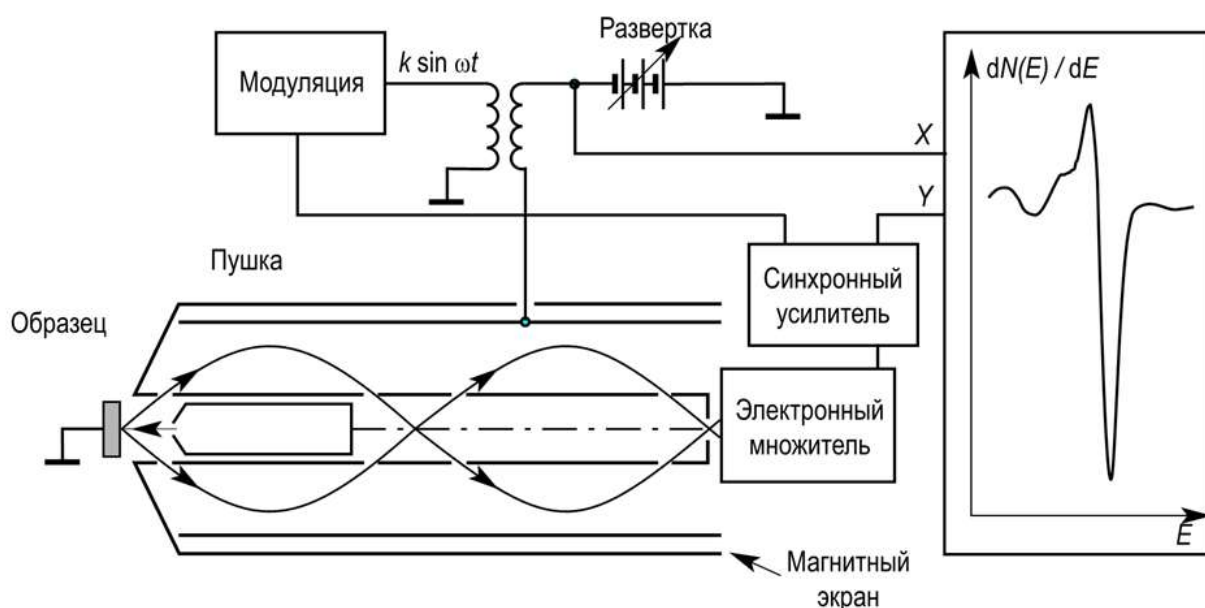 Развертка
k sin ωt
Модуляция
dN(E) / dE
X
Y
Пушка
Синхронный
усилитель
Образец
Электронный
множитель
E
Магнитный
экран